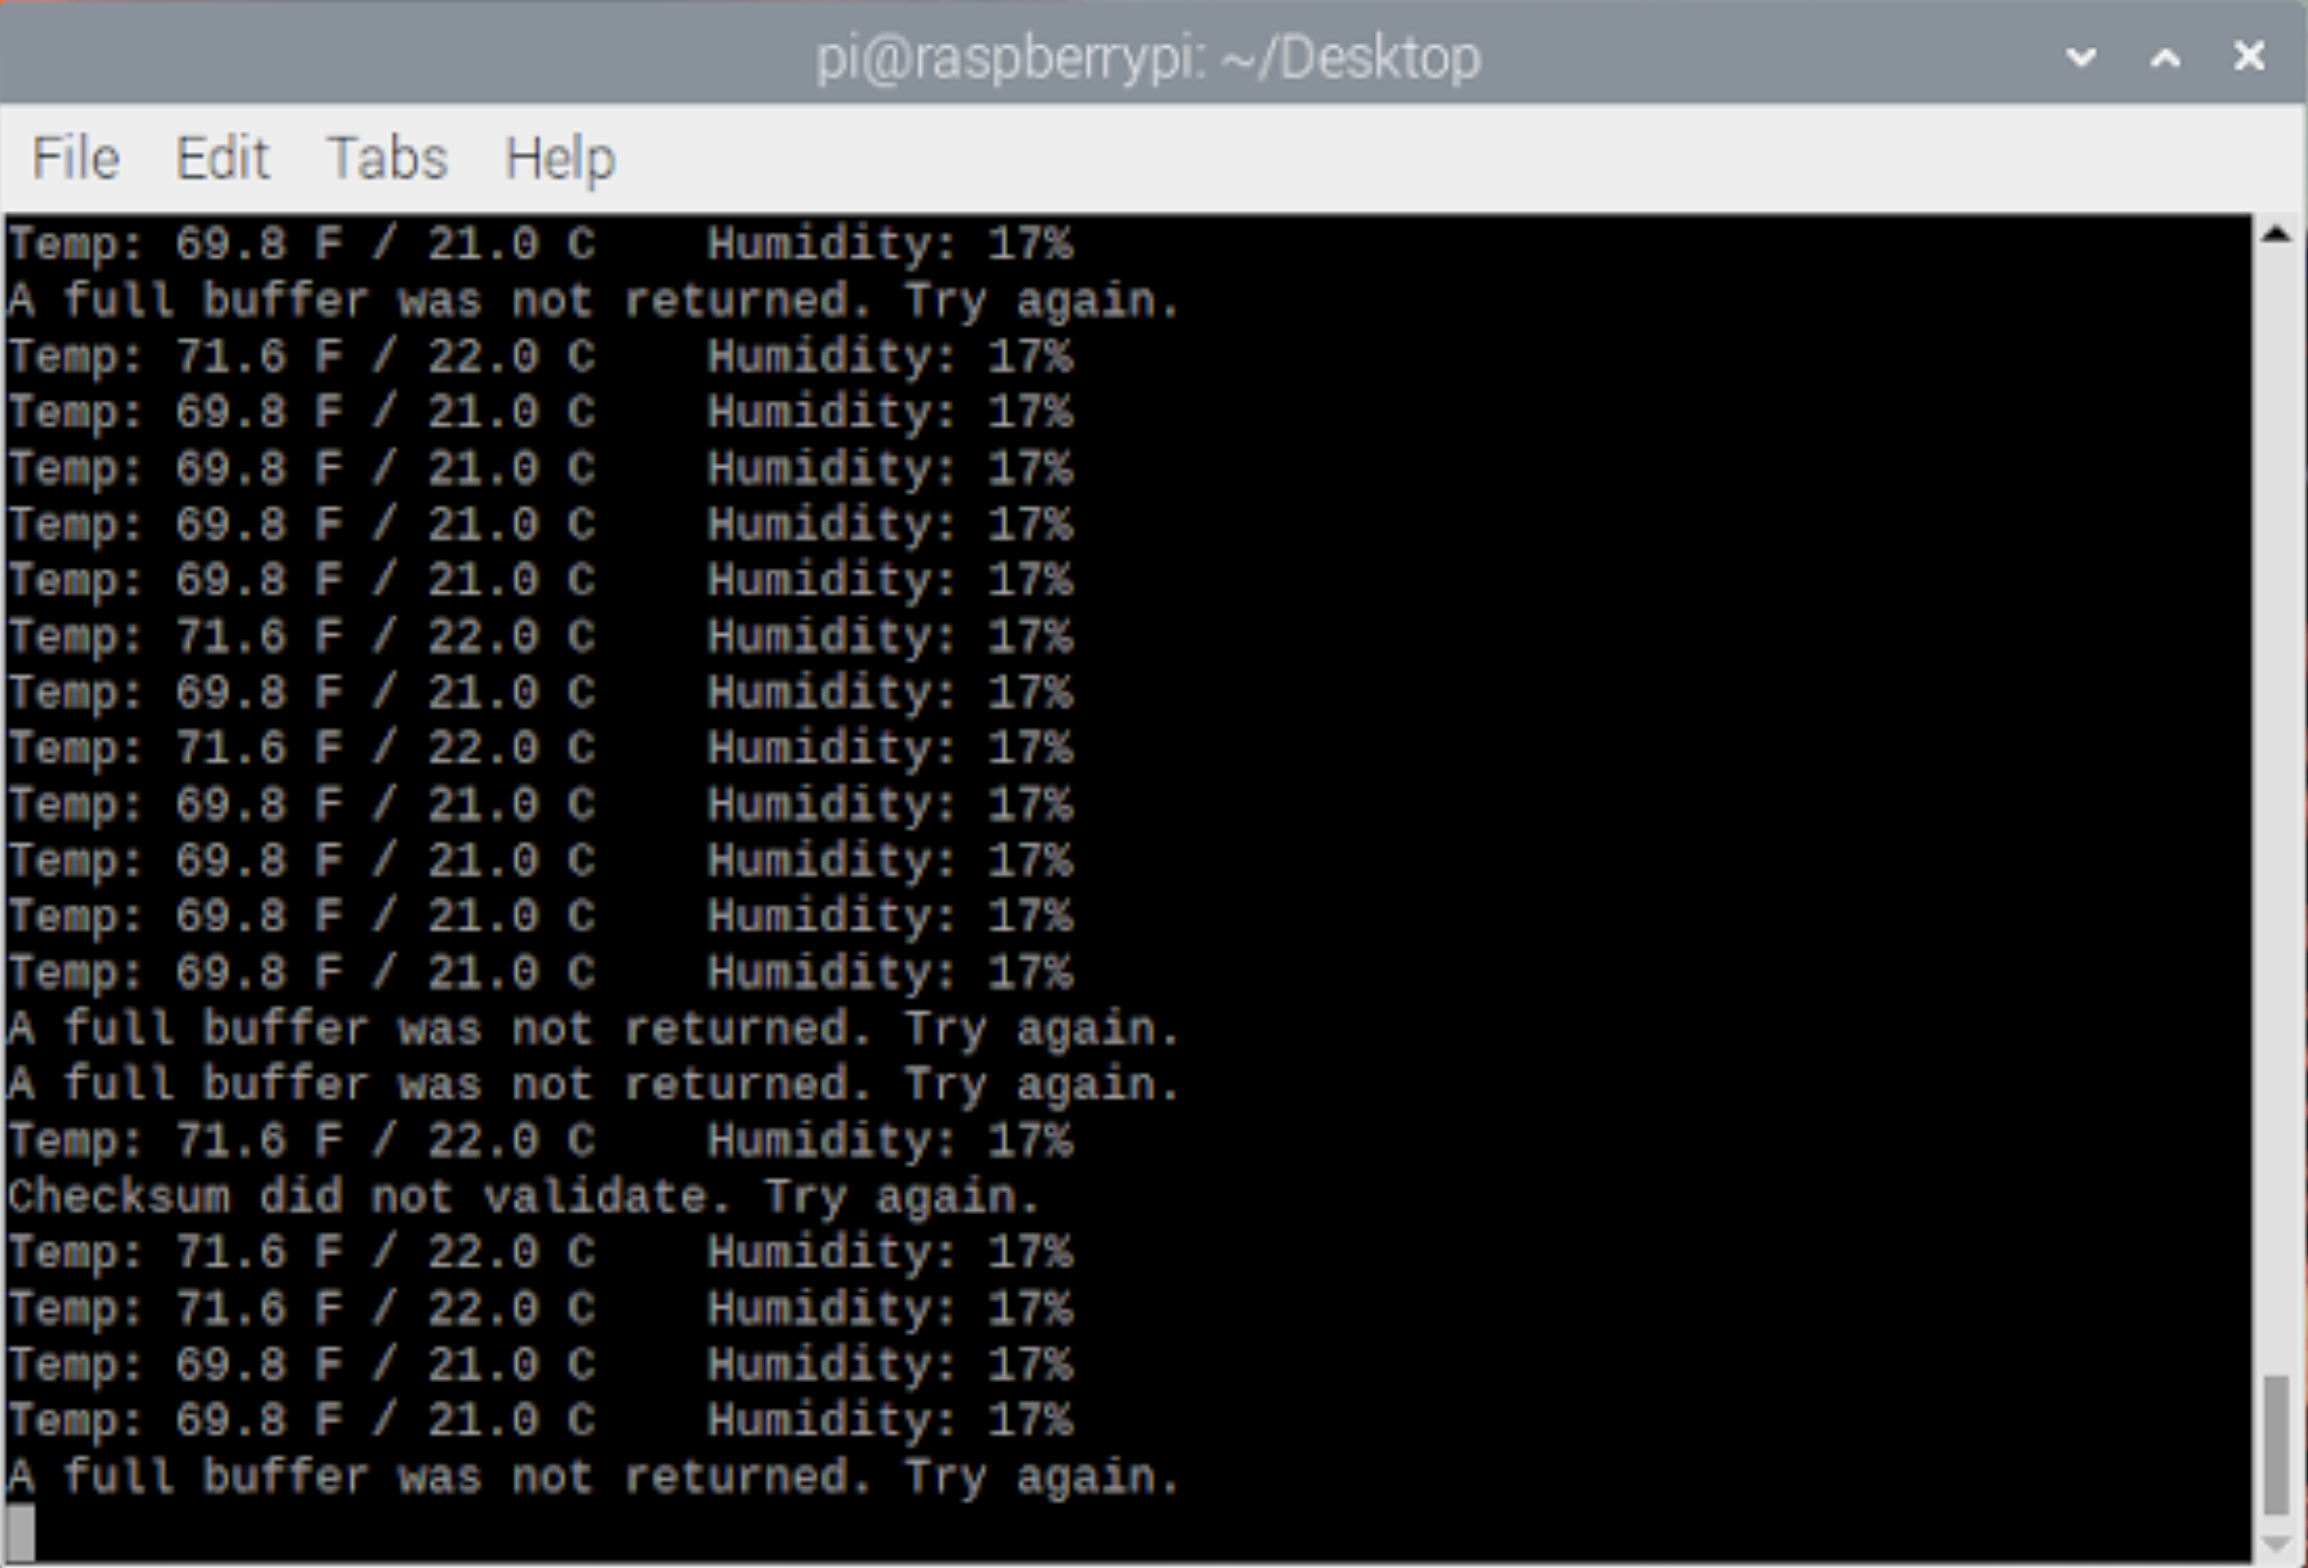 pi@raspberrypi: ~/Desktop
File Edit Tabs Help
Temp: 69.8 F / 21.0 C    Humidity: 17%
A full buffer was not returned. Try again.
Temp: 71.6 F / 22.0 C    Humidity: 17%
Temp: 69.8 F / 21.0 C    Humidity: 17%
Temp: 69.8 F / 21.0 C    Humidity: 17%
Temp: 69.8 F / 21.0 C    Humidity: 17%
Temp: 69.8 F / 21.0 C    Humidity: 17%
Temp: 71.6 F / 22.0 C    Humidity: 17%
Temp: 69.8 F / 21.0 C    Humidity: 17%
Temp: 71.6 F / 22.0 C    Humidity: 17%
Temp: 69.8 F / 21.0 C    Humidity: 17%
Temp: 69.8 F / 21.0 C    Humidity: 17%
Temp: 69.8 F / 21.0 C    Humidity: 17%
Temp: 69.8 F / 21.0 C    Humidity: 17%
A full buffer was not returned. Try again.
A full buffer was not returned. Try again.
Temp: 71.6 F / 22.0 C    Humidity: 17%
Checksum did not validate. Try again.
Temp: 71.6 F / 22.0 C    Humidity: 17%
Temp: 71.6 F / 22.0 C    Humidity: 17%
Temp: 69.8 F / 21.0 C    Humidity: 17%
Temp: 69.8 F / 21.0 C    Humidity: 17%
A full buffer was not returned. Try again.